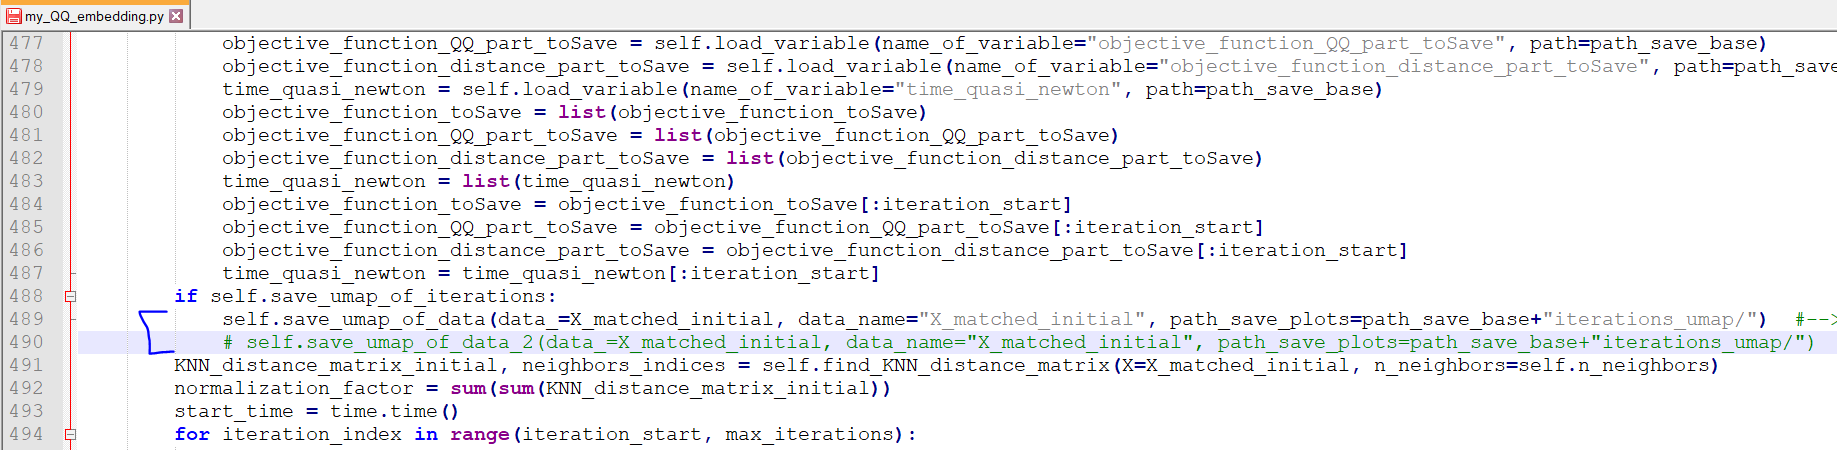 my_QQ_embedding.py
477 objective_function_QQ_part_toSave = self.load_variable(name_of_variable="objective_function_QQ_part_toSave", path=path_save_base)
478 objective_function_distance_part_toSave = self.load_variable(name_of_variable="objective_function_distance_part_toSave", path=path_save
479 time_quasi_newton = self.load_variable(name_of_variable="time_quasi_newton", path=path_save_base)
480 objective_function_toSave = list(objective_function_toSave)
481 objective_function_QQ_part_toSave = list(objective_function_QQ_part_toSave)
482 objective_function_distance_part_toSave = list(objective_function_distance_part_toSave)
483 time_quasi_newton = list(time_quasi_newton)
484 objective_function_toSave = objective_function_toSave[:iteration_start]
485 objective_function_QQ_part_toSave = objective_function_QQ_part_toSave[:iteration_start]
486 objective_function_distance_part_toSave = objective_function_distance_part_toSave[:iteration_start]
487 time_quasi_newton = time_quasi_newton[:iteration_start]
488 if self.save_umap_of_iterations:
489 self.save_umap_of_data(data_=X_matched_initial, data_name="X_matched_initial", path_save_plots=path_save_base+"iterations_umap/") #-->
490 # self.save_umap_of_data_2(data_=X_matched_initial, data_name="X_matched_initial", path_save_plots=path_save_base+"iterations_umap/")
491 KNN_distance_matrix_initial, neighbors_indices = self.find_KNN_distance_matrix(X=X_matched_initial, n_neighbors=self.n_neighbors)
492 normalization_factor = sum(sum(KNN_distance_matrix_initial))
493 start_time = time.time()
494 for iteration_index in range(iteration_start, max_iterations):